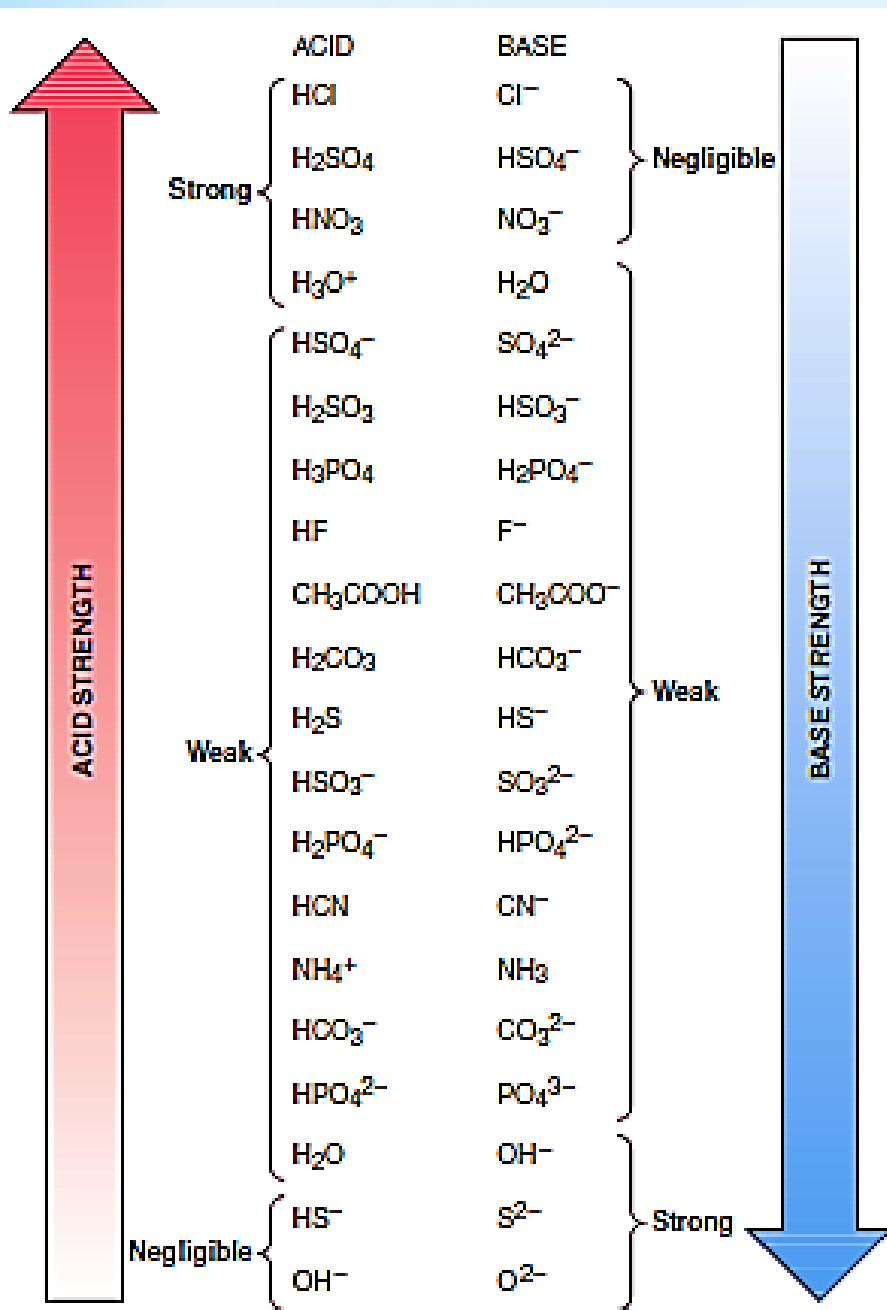 ACID BASE
HCl Cl⁻
H₂SO₄ HSO₄⁻ Negligible
Strong
HNO₃ NO₃⁻
H₃O⁺ H₂O
HSO₄⁻ SO₄²⁻
H₂SO₃ HSO₃⁻
H₃PO₄ H₂PO₄⁻
HF F⁻
CH₃COOH CH₃COO⁻
H₂CO₃ HCO₃⁻
ACID STRENGTH
BASE STRENGTH
Weak
H₂S HS⁻
Weak
HSO₃⁻ SO₃²⁻
H₂PO₄⁻ HPO₄²⁻
HCN CN⁻
NH₄⁺ NH₃
HCO₃⁻ CO₃²⁻
HPO₄²⁻ PO₄³⁻
H₂O OH⁻
HS⁻ S²⁻ Strong
Negligible
OH⁻ O²⁻